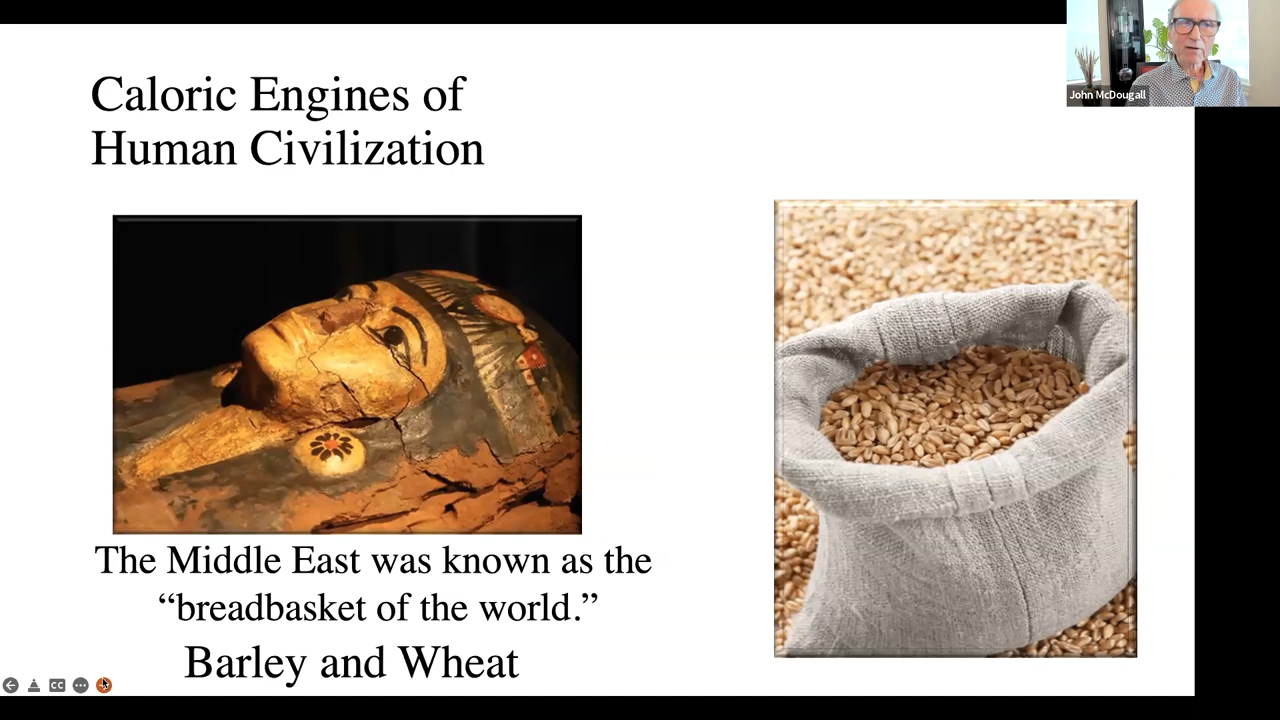 Caloric Engines of
Human Civilization
John McDougall
The Middle East was known as the
“breadbasket of the world.”
Barley and Wheat
CC